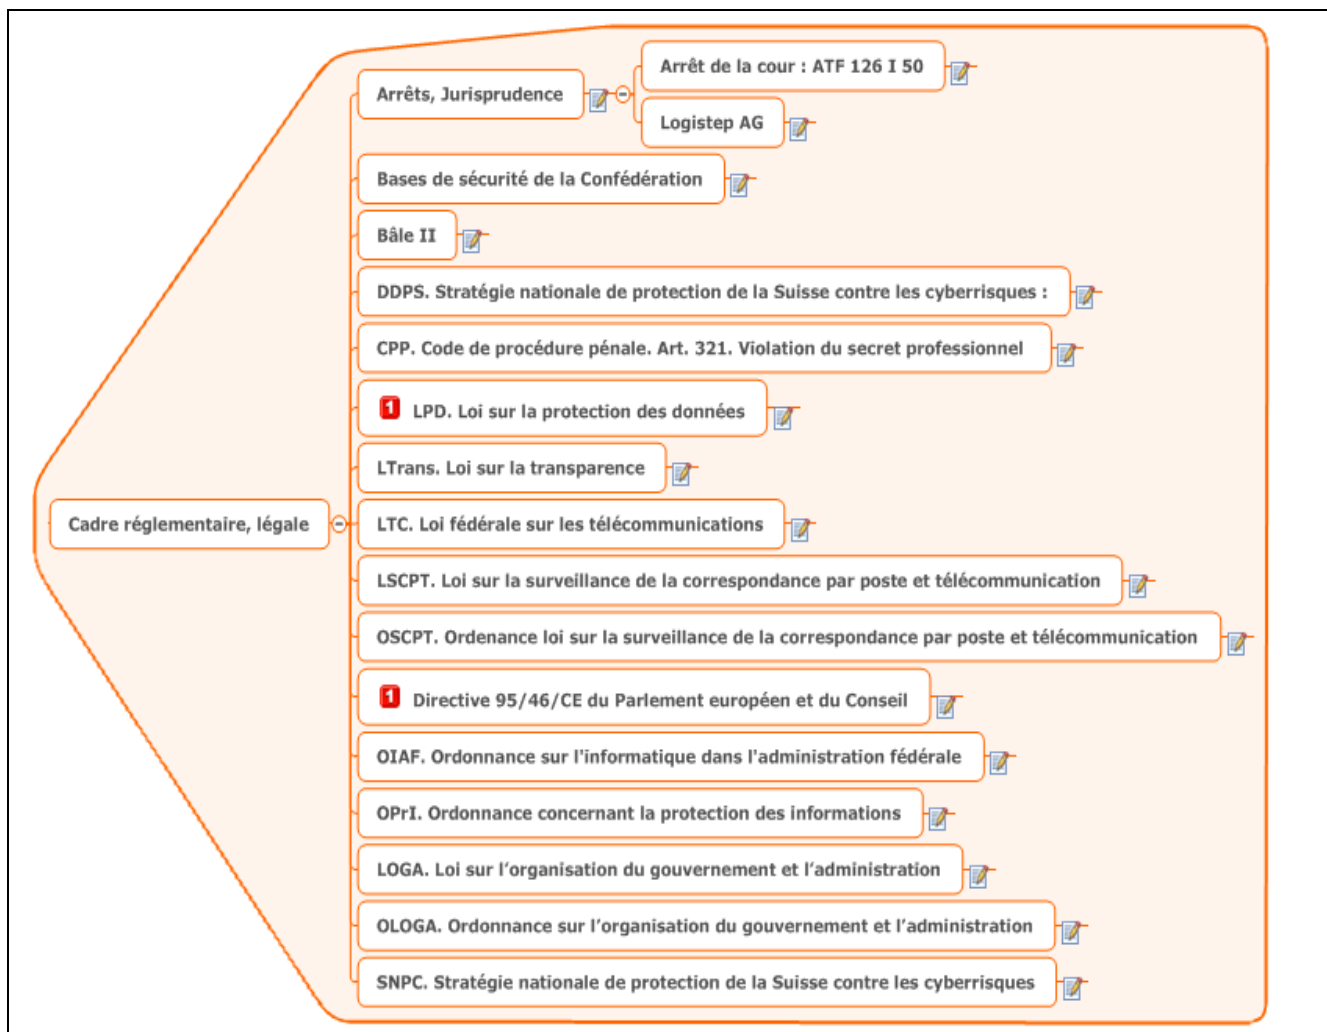 Arrêt de la cour : ATF 126 I 50
Arrêts, Jurisprudence
Logistep AG
Bases de sécurité de la Confédération
Bâle II
DDPS. Stratégie nationale de protection de la Suisse contre les cyberrisques :
CPP. Code de procédure pénale. Art. 321. Violation du secret professionnel
1 LPD. Loi sur la protection des données
LTrans. Loi sur la transparence
Cadre réglementaire, légale
LTC. Loi fédérale sur les télécommunications
LSCPT. Loi sur la surveillance de la correspondance par poste et télécommunication
OSCPT. Ordenance loi sur la surveillance de la correspondance par poste et télécommunication
1 Directive 95/46/CE du Parlement européen et du Conseil
OIAF. Ordonnance sur l'informatique dans l'administration fédérale
OPrI. Ordonnance concernant la protection des informations
LOGA. Loi sur l’organisation du gouvernement et l’administration
OLOGA. Ordonnance sur l’organisation du gouvernement et l’administration
SNPC. Stratégie nationale de protection de la Suisse contre les cyberrisques